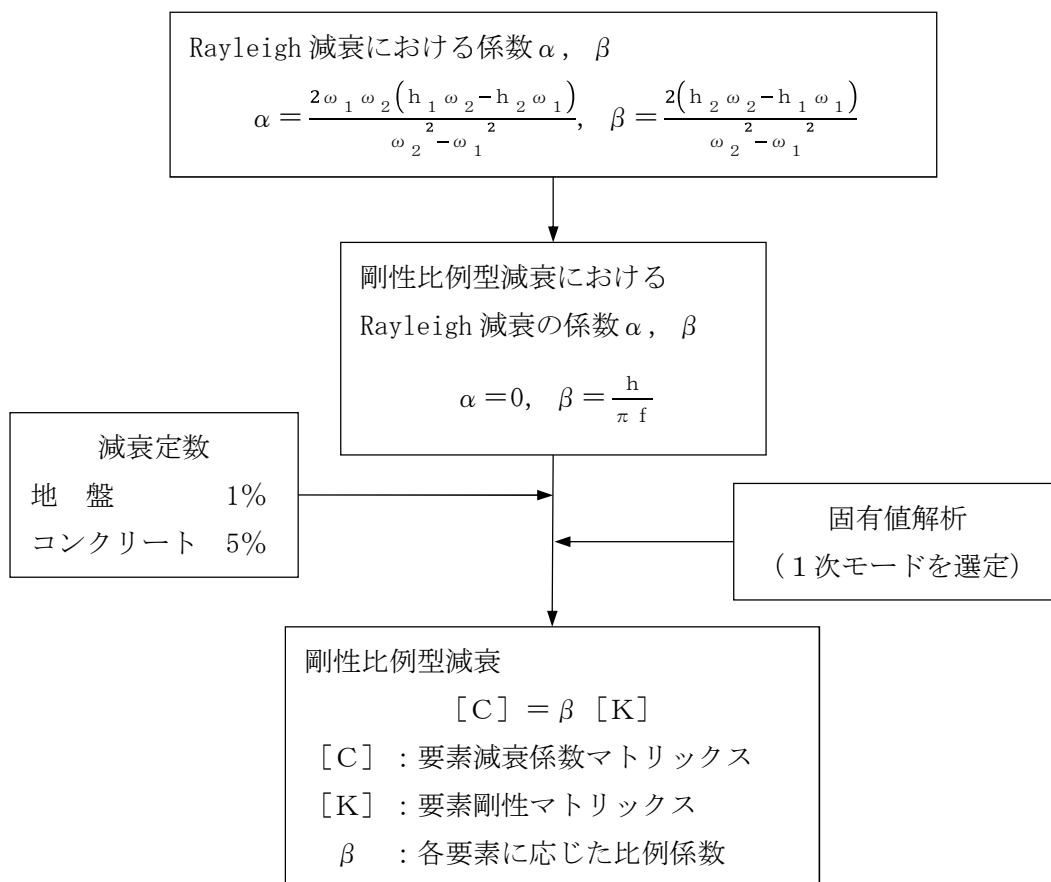 Rayleigh 減衰における係数α, β
α＝2ω₁ω₂(h₁ω₂−h₂ω₁)/(ω₂²−ω₁²), β＝2(h₂ω₂−h₁ω₁)/(ω₂²−ω₁²)
剛性比例型減衰における
Rayleigh 減衰の係数α, β
α＝0, β＝h/(πf)
減衰定数
地　盤　1％
コンクリート　5％
固有値解析
（１次モードを選定）
剛性比例型減衰
［C］＝β［K］
［C］：要素減衰係数マトリックス
［K］：要素剛性マトリックス
β　：各要素に応じた比例係数